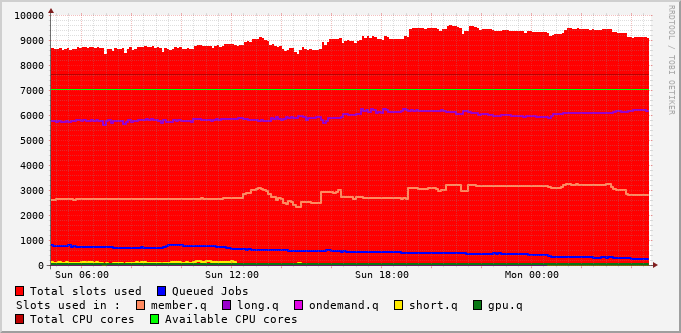 RRDTOOL / TOBI OETIKER
10000
9000
8000
7000
6000
5000
4000
3000
2000
1000
0
Sun 06:00 Sun 12:00 Sun 18:00 Mon 00:00
Total slots used Queued Jobs
Slots used in : member.q long.q ondemand.q short.q gpu.q
Total CPU cores Available CPU cores